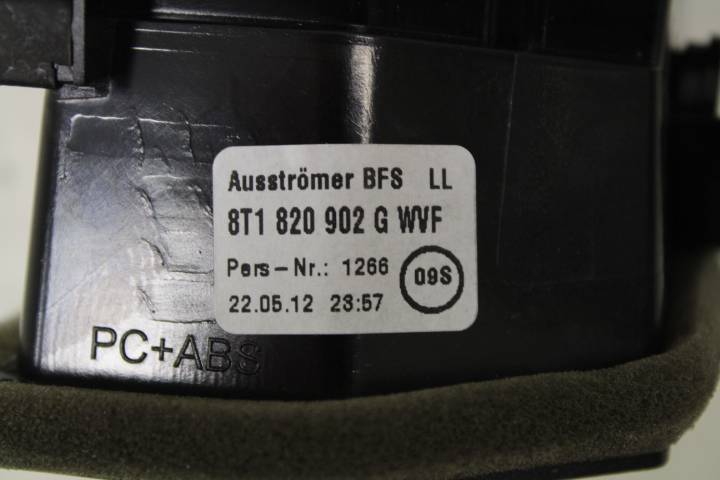 Ausströmer BFS LL
8T1 820 902 G WVF
Pers-Nr.: 1266
09S
22.05.12 23:57
PC+ABS